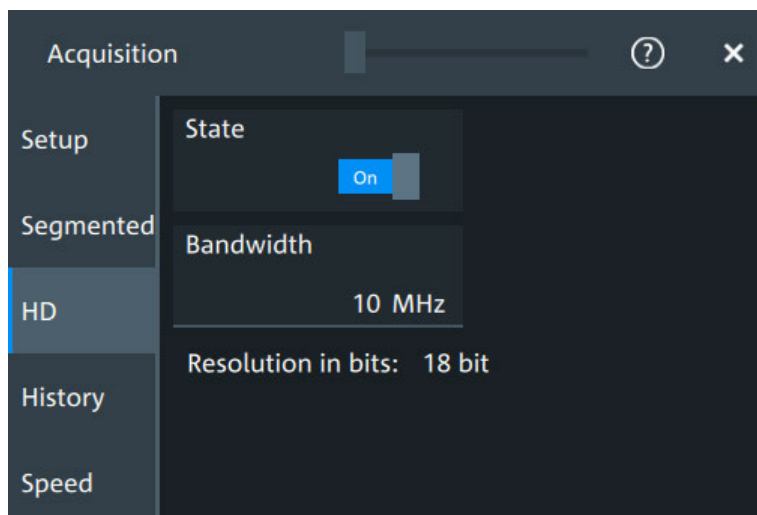 Acquisition
?
×
Setup
State
On
Segmented
Bandwidth
10 MHz
HD
Resolution in bits: 18 bit
History
Speed